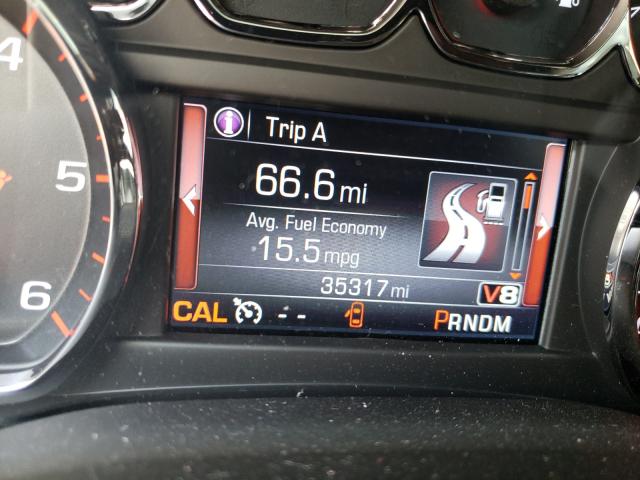 4
5
6
i Trip A
66.6 mi
Avg. Fuel Economy
15.5 mpg
35317 mi V8
CAL -- PRNDM